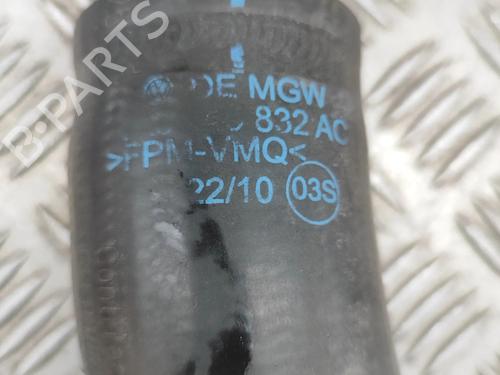 DE MGW
832 AC
>FPM-VMQ<
22/10 03S
B-Parts